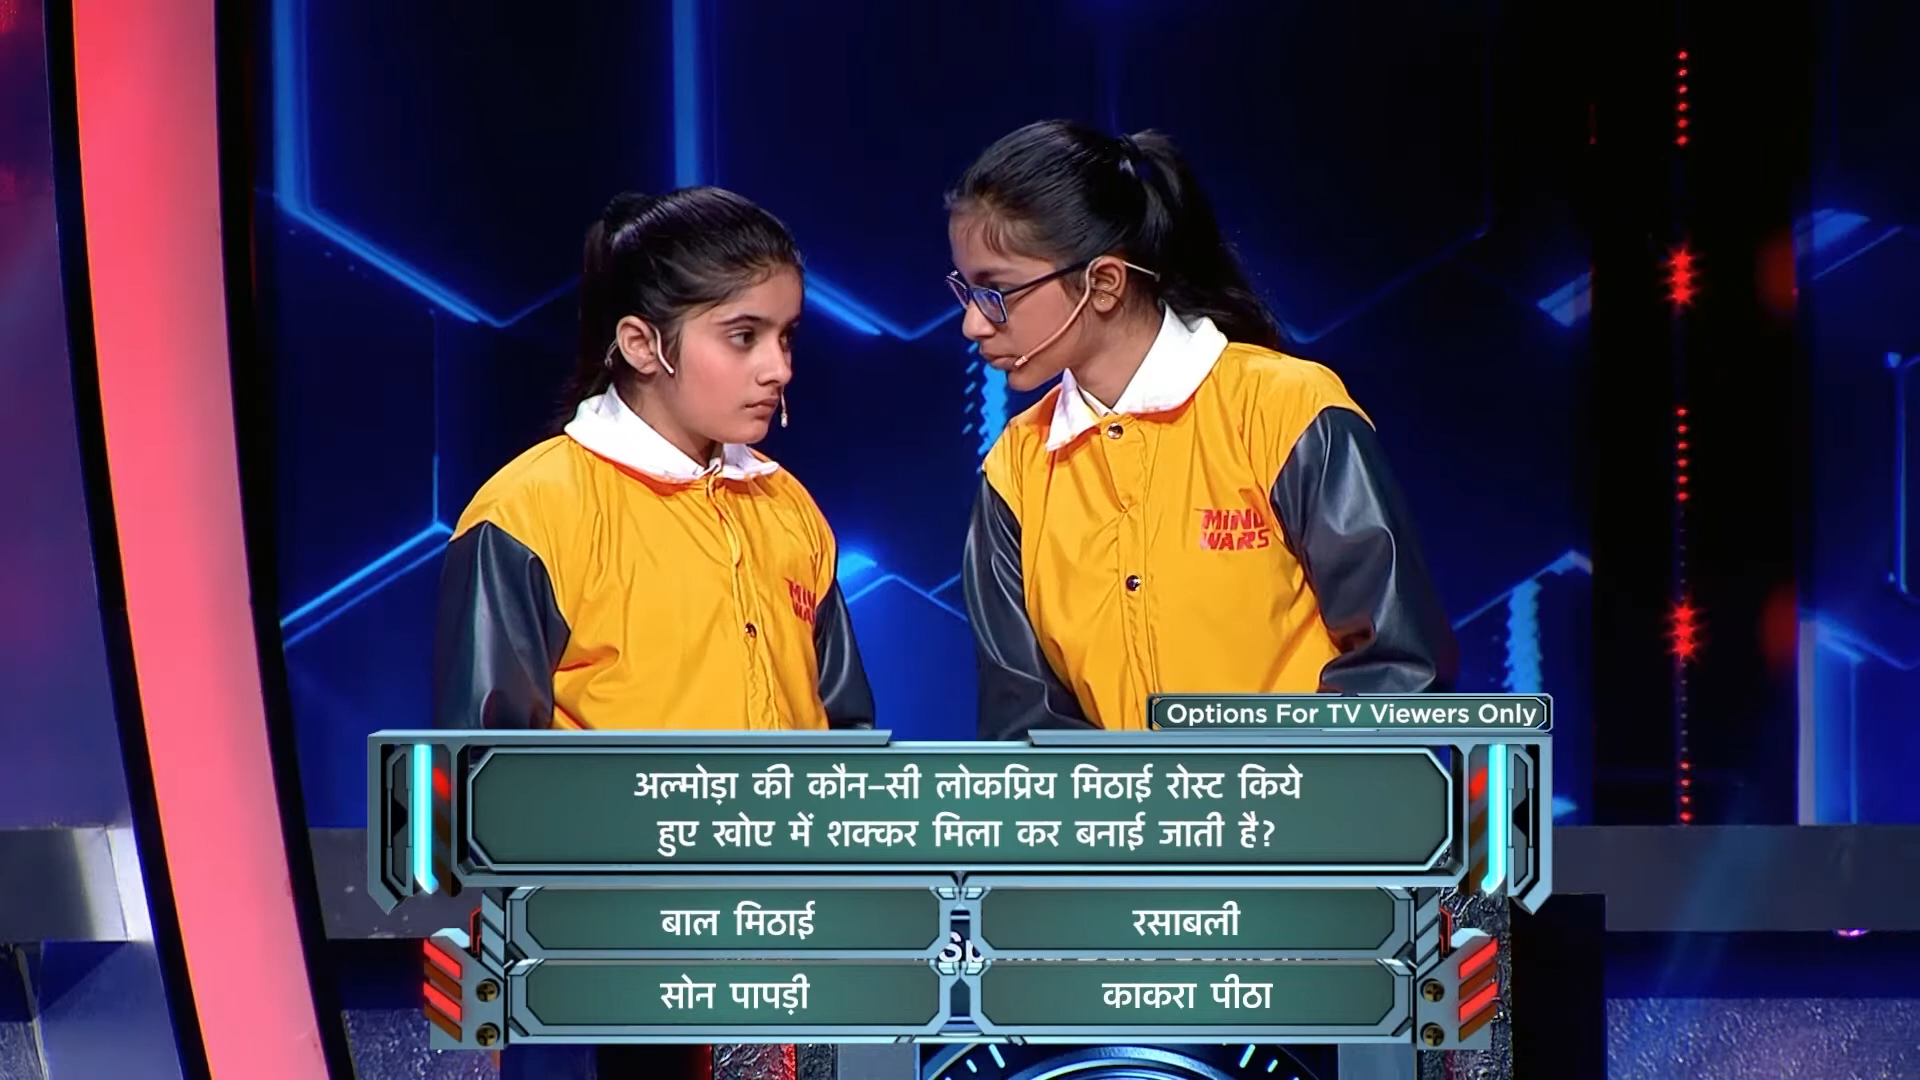 MIND
WARS
Options For TV Viewers Only
अल्मोड़ा की कौन-सी लोकप्रिय मिठाई रोस्ट किये
हुए खोए में शक्कर मिला कर बनाई जाती है?
बाल मिठाई
रसाबली
सोन पापड़ी
काकरा पीठा